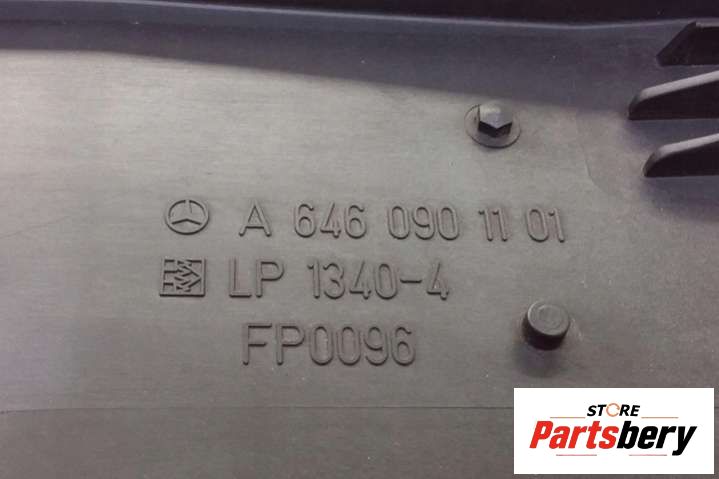 A 646 090 11 01
LP 1340-4
FP0096
STORE
Partsbery